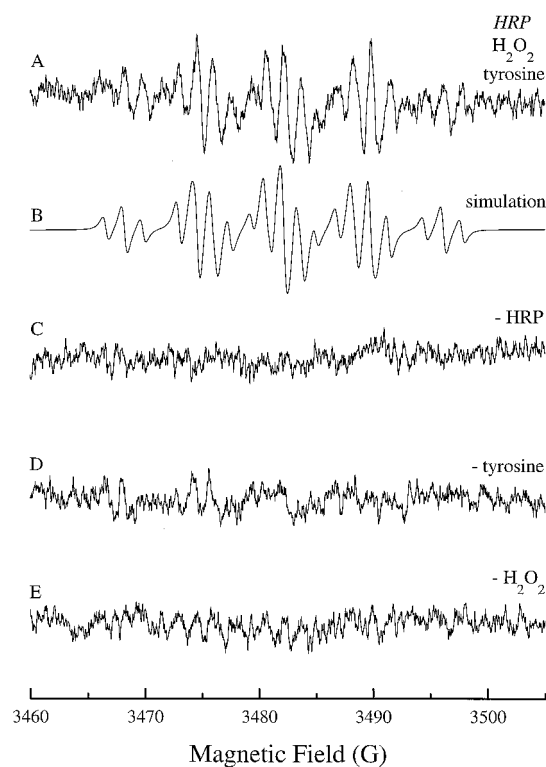 HRP
H₂O₂
A
tyrosine
simulation
B
- HRP
C
D
- tyrosine
- H₂O₂
E
3460 3470 3480 3490 3500
Magnetic Field (G)